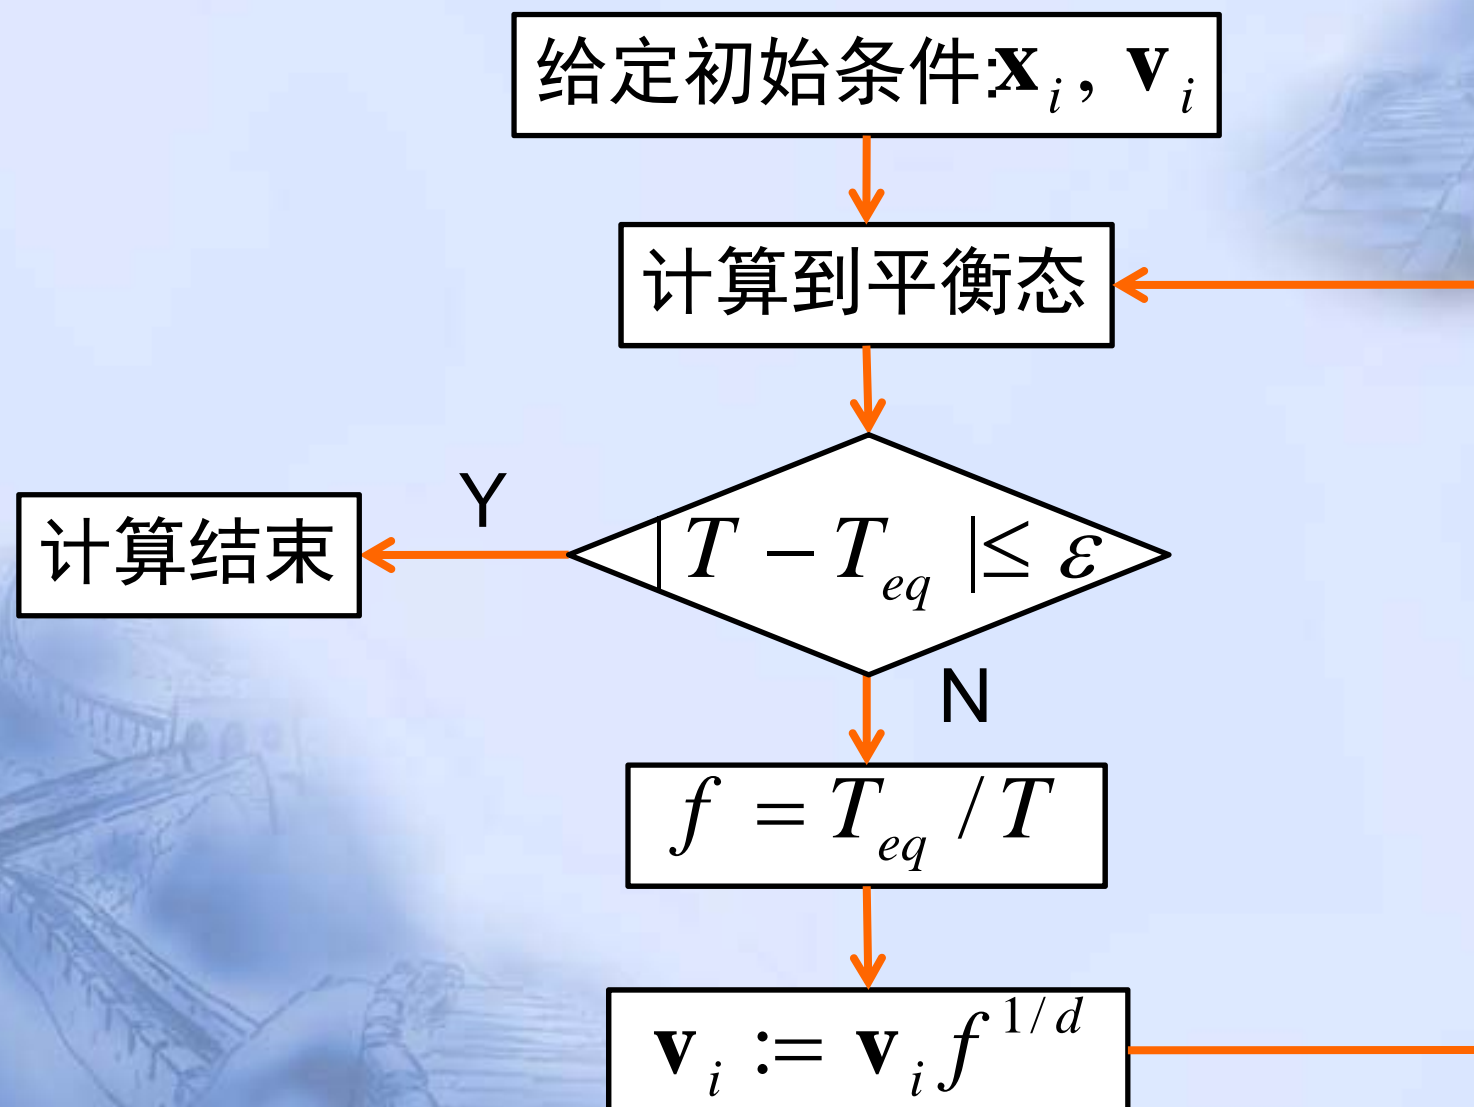 给定初始条件:𝐱_i, 𝐯_i
计算到平衡态
Y
计算结束
|T − T_eq| ≤ ε
N
f = T_eq / T
𝐯_i := 𝐯_i f^{1/d}